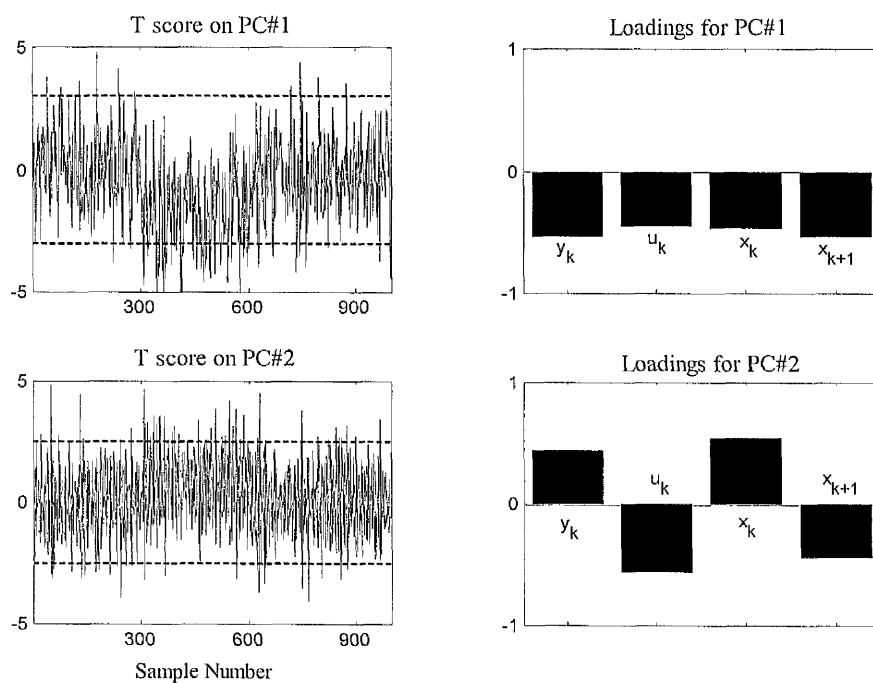 T score on PC#1
5
0
-5
300
600
900
Loadings for PC#1
1
0
-1
y_k
u_k
x_k
x_{k+1}
T score on PC#2
5
0
-5
300
600
900
Sample Number
Loadings for PC#2
1
0
-1
u_k
x_{k+1}
y_k
x_k